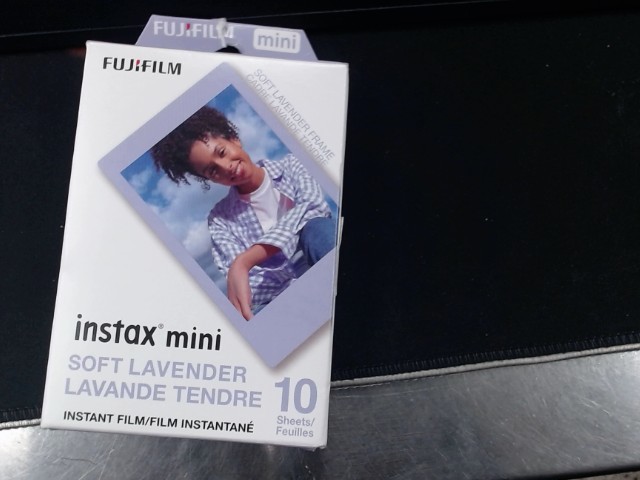 FUJIFILM mini
FUJIFILM
SOFT LAVENDER FRAME
instax® mini
SOFT LAVENDER
LAVANDE TENDRE
10
Sheets/
Feuilles
INSTANT FILM/FILM INSTANTANÉ